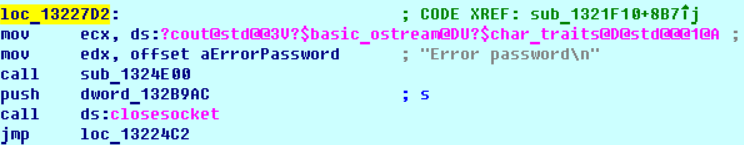 loc_13227D2: ; CODE XREF: sub_1321F10+8B7↑j
mov ecx, ds:?cout@std@@3V?$basic_ostream@DU?$char_traits@D@std@@@1@A ;
mov edx, offset aErrorPassword ; "Error password\n"
call sub_1324E00
push dword_132B9AC ; s
call ds:closesocket
jmp loc_13224C2